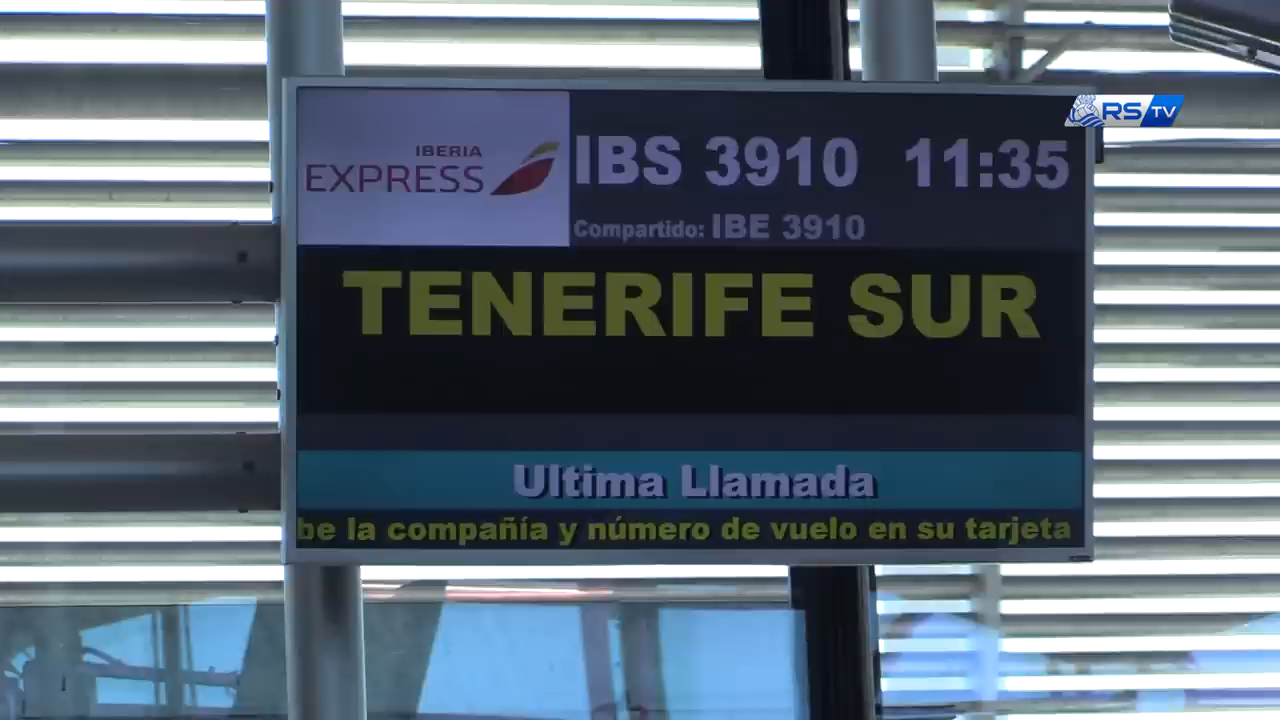 RS TV
IBERIA
EXPRESS
IBS 3910 11:35
Compartido: IBE 3910
TENERIFE SUR
Ultima Llamada
be la compañía y número de vuelo en su tarjeta